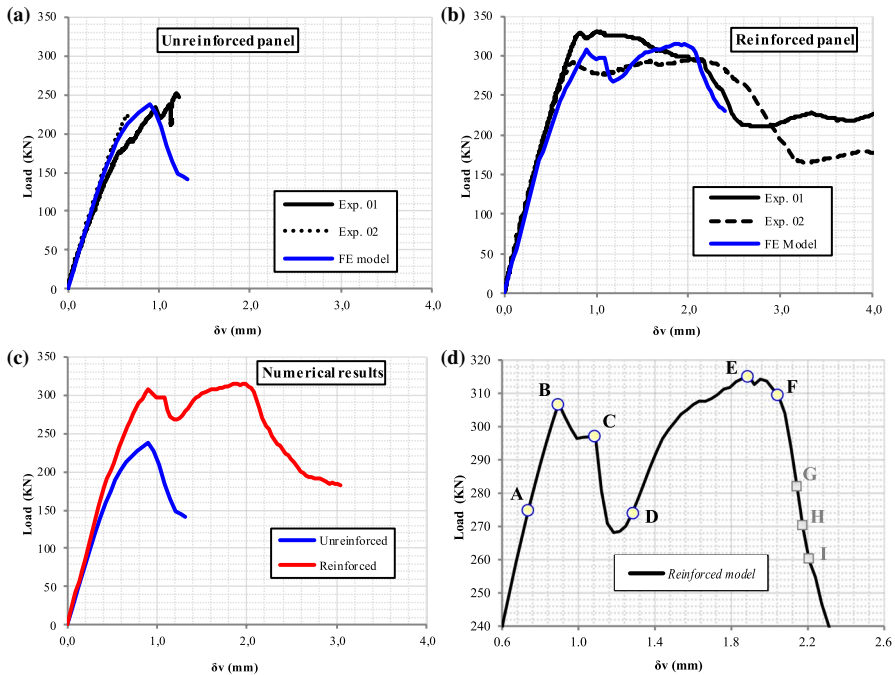 (a)
Unreinforced panel
350
300
250
200
150
100
50
0
Load (KN)
Exp. 01
Exp. 02
FE model
0,0 1,0 2,0 3,0 4,0
δv (mm)
(b)
Reinforced panel
350
300
250
200
150
100
50
0
Load (KN)
Exp. 01
Exp. 02
FE Model
0,0 1,0 2,0 3,0 4,0
δv (mm)
(c)
Numerical results
350
300
250
200
150
100
50
0
Load (KN)
Unreinforced
Reinforced
0,0 1,0 2,0 3,0 4,0
δv (mm)
(d)
320
310
300
290
280
270
260
250
240
Load (KN)
A
B
C
D
E
F
G
H
I
Reinforced model
0.6 1.0 1.4 1.8 2.2 2.6
δv (mm)